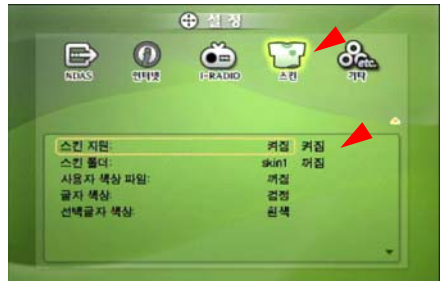 설 정
NDAS 인터넷 I-RADIO 스킨 etc. 기타
스킨 지원: 켜짐 켜짐
스킨 폴더: skin1 꺼짐
사용자 색상 파일: 꺼짐
글자 색상: 검정
선택글자 색상: 흰색